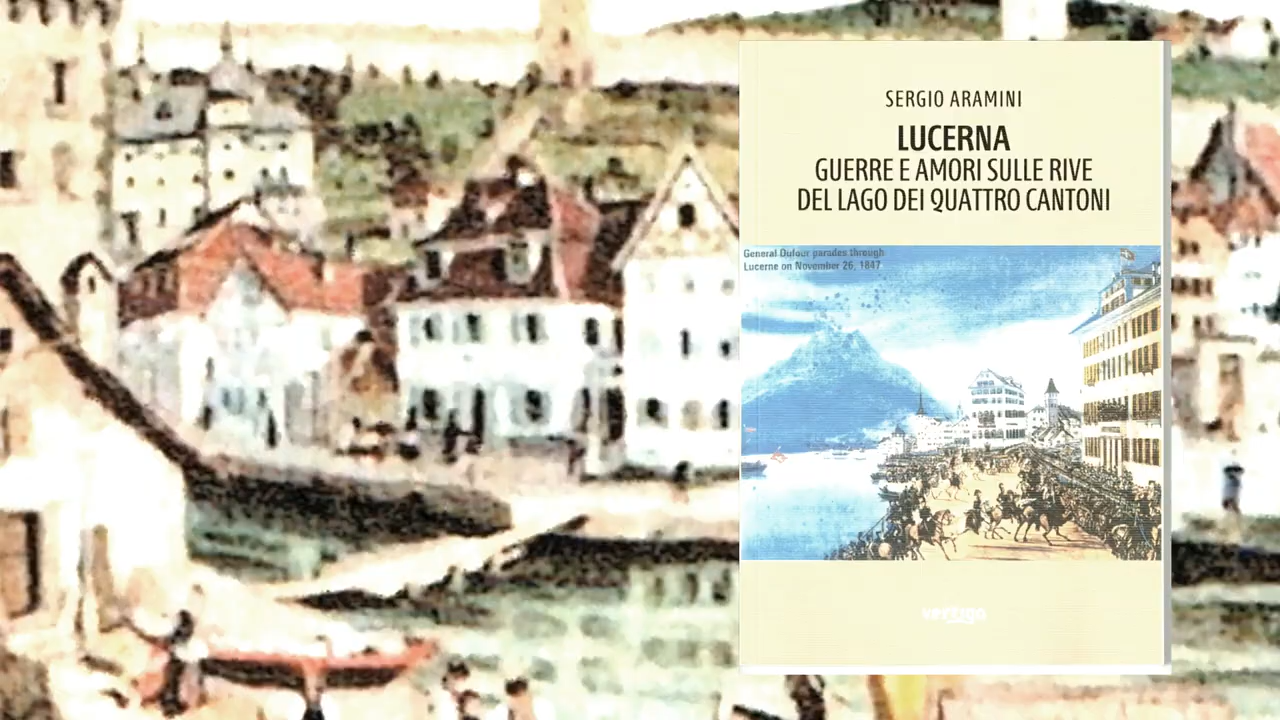 SERGIO ARAMINI
LUCERNA
GUERRE E AMORI SULLE RIVE
DEL LAGO DEI QUATTRO CANTONI
General Dufour parades through
Lucerne on November 26, 1847
vertigo